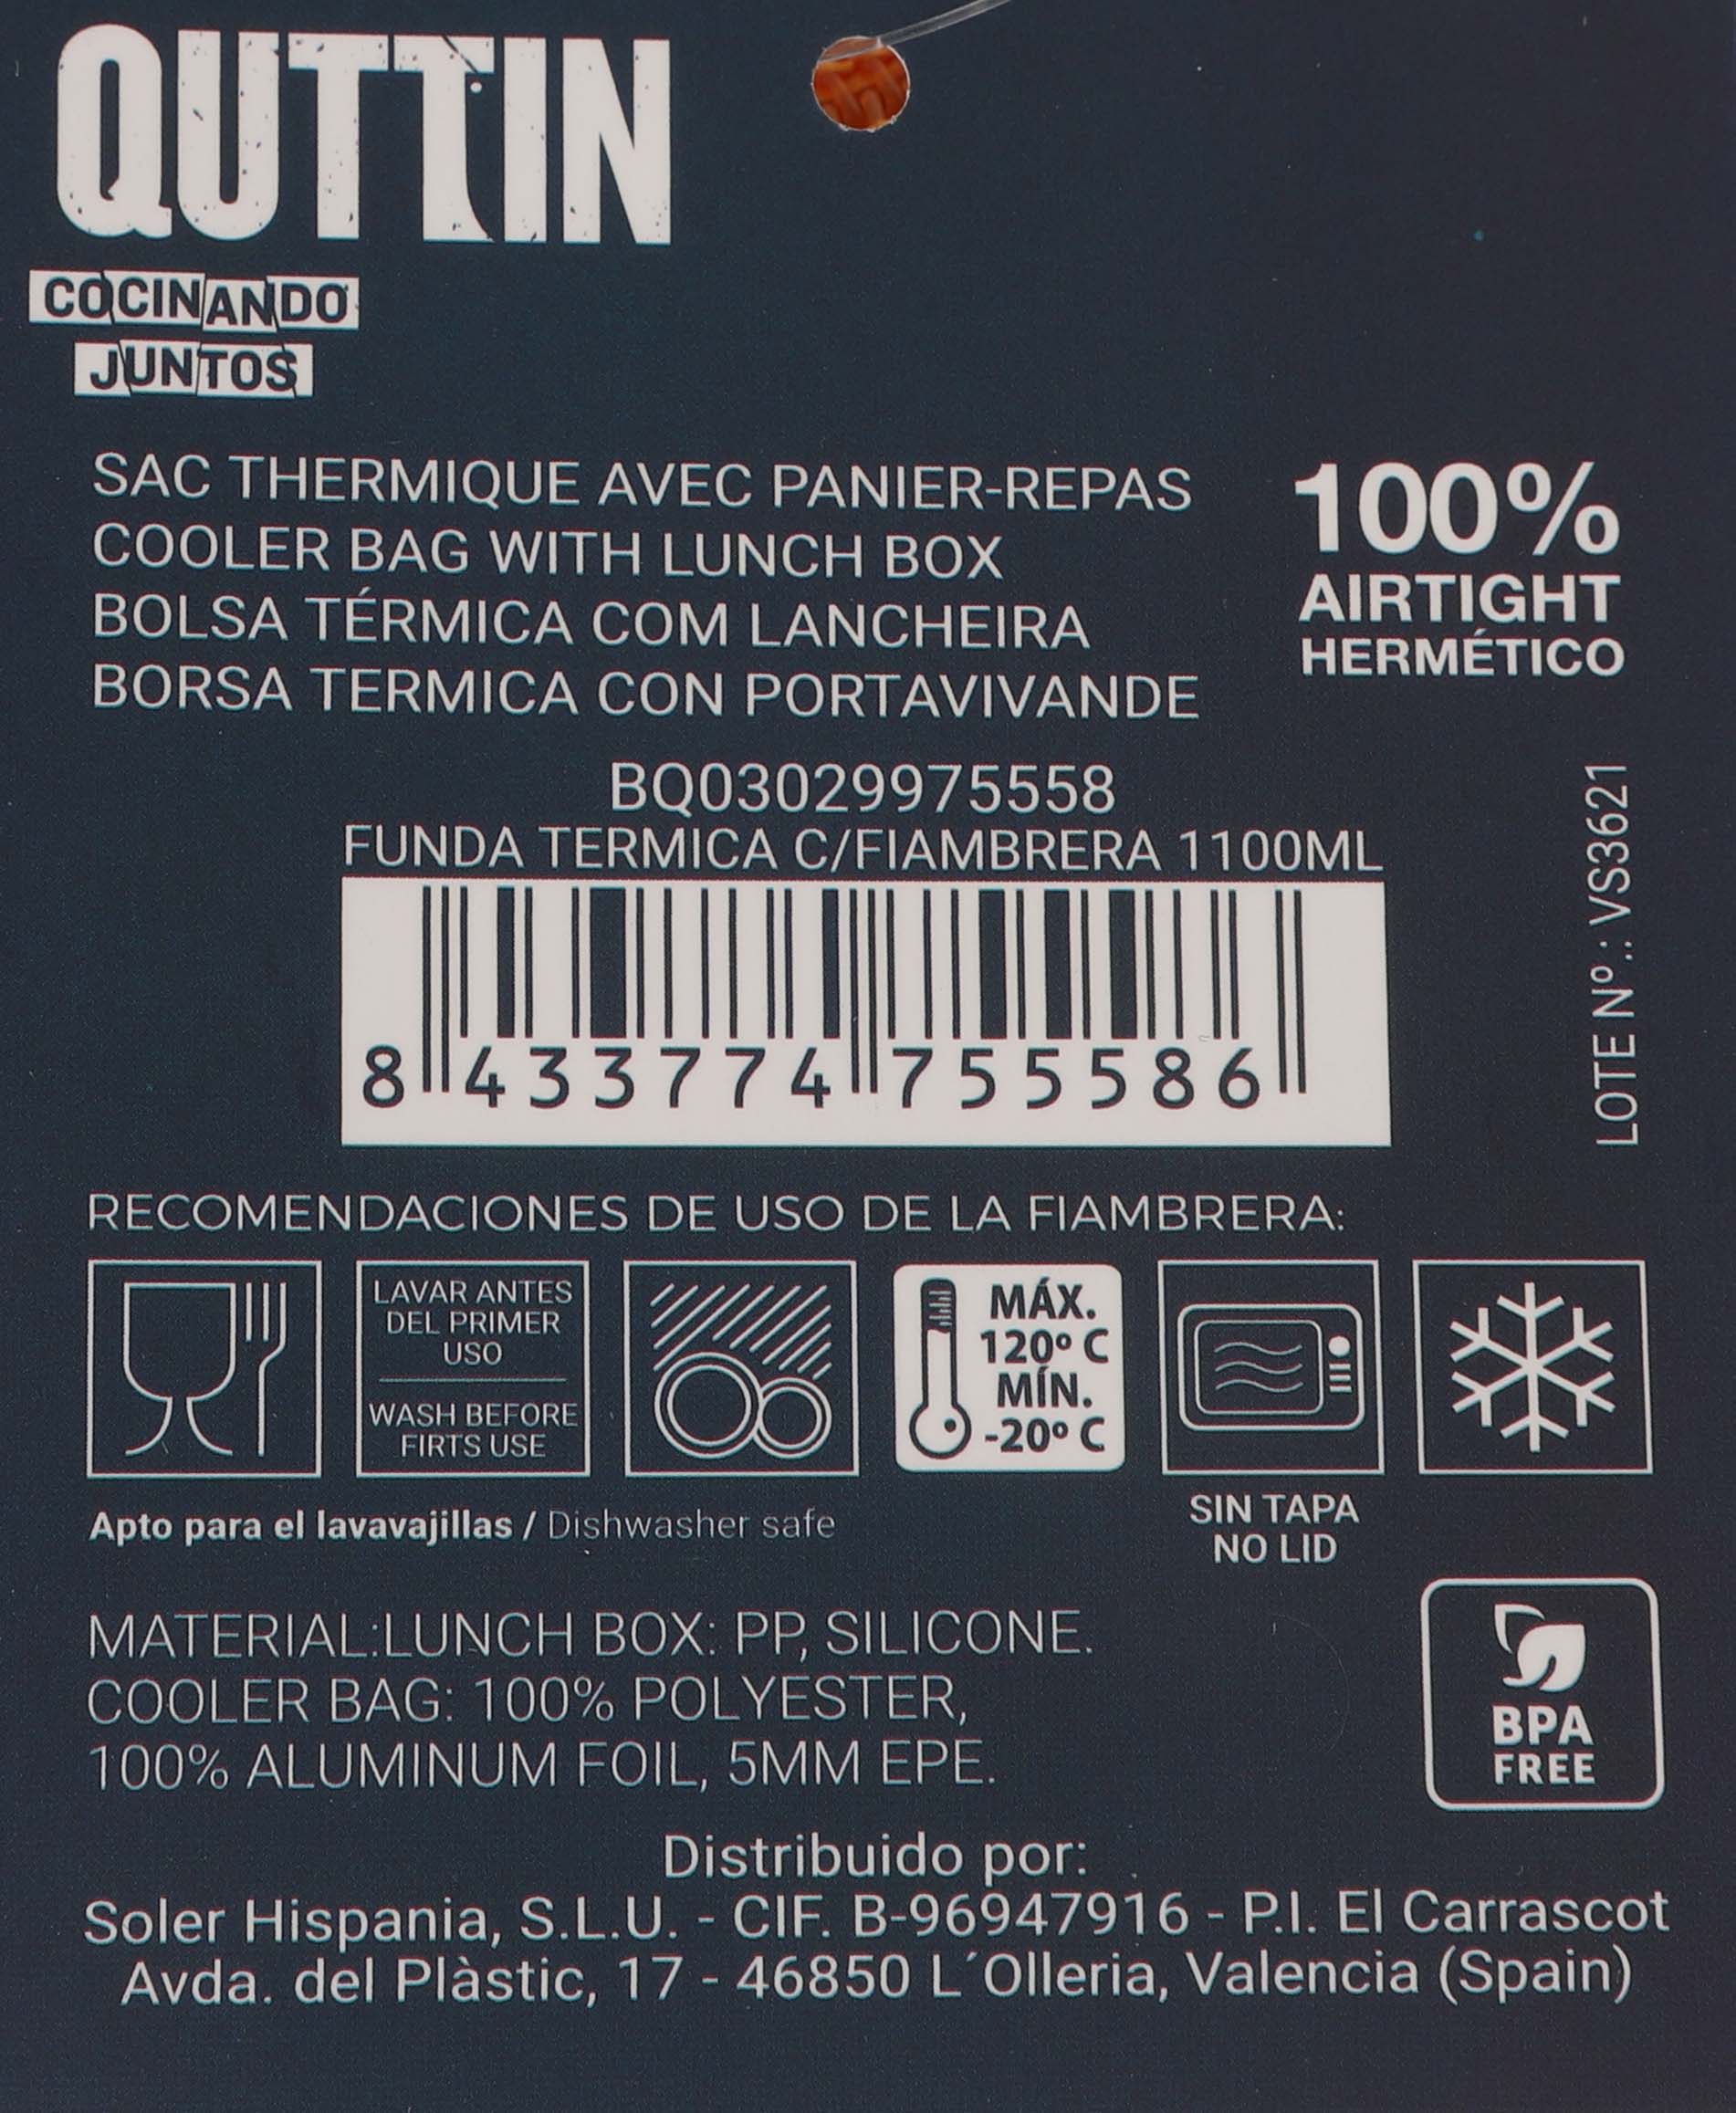 QUTTIN
COCINANDO
JUNTOS
SAC THERMIQUE AVEC PANIER-REPAS
COOLER BAG WITH LUNCH BOX
BOLSA TÉRMICA COM LANCHEIRA
BORSA TERMICA CON PORTAVIVANDE
100%
AIRTIGHT
HERMÉTICO
BQ03029975558
FUNDA TERMICA C/FIAMBRERA 1100ML
8 433774 755586
LOTE Nº.: VS3621
RECOMENDACIONES DE USO DE LA FIAMBRERA:
LAVAR ANTES
DEL PRIMER
USO
WASH BEFORE
FIRTS USE
MÁX.
120º C
MÍN.
-20º C
Apto para el lavavajillas / Dishwasher safe
SIN TAPA
NO LID
MATERIAL:LUNCH BOX: PP, SILICONE.
COOLER BAG: 100% POLYESTER,
100% ALUMINUM FOIL, 5MM EPE.
BPA
FREE
Distribuido por:
Soler Hispania, S.L.U. - CIF. B-96947916 - P.I. El Carrascot
Avda. del Plàstic, 17 - 46850 L´Olleria, Valencia (Spain)